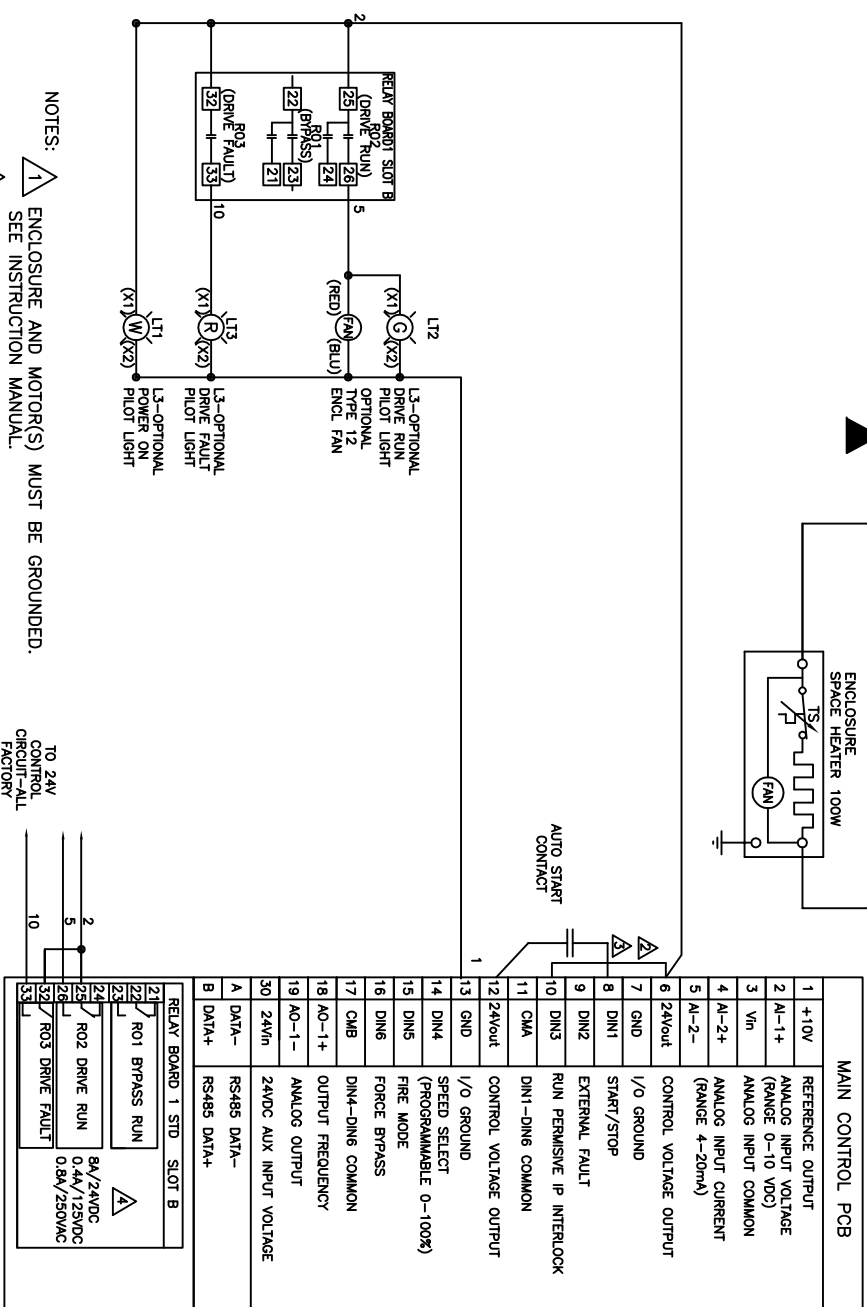 ENCLOSURE
SPACE HEATER 100W
TS
FAN
2
RELAY BOARD1 SLOT B
25
RO2
(DRIVE RUN)
26
24
5
22
RO1
(BYPASS)
23
21
32
RO3
(DRIVE FAULT)
33
10
LT2
(X1)
G
(X2)
L3-OPTIONAL
DRIVE RUN
PILOT LIGHT
(RED)
FAN
(BLU)
OPTIONAL
TYPE 12
ENCL FAN
LT3
(X1)
R
(X2)
L3-OPTIONAL
DRIVE FAULT
PILOT LIGHT
LT1
(X1)
W
(X2)
L3-OPTIONAL
POWER ON
PILOT LIGHT
NOTES:
1
ENCLOSURE AND MOTOR(S) MUST BE GROUNDED.
SEE INSTRUCTION MANUAL.
AUTO START
CONTACT
2
3
1
MAIN CONTROL PCB
1 +10V REFERENCE OUTPUT
2 AI-1+ ANALOG INPUT VOLTAGE
(RANGE 0-10 VDC)
3 Vin ANALOG INPUT COMMON
4 AI-2+ ANALOG INPUT CURRENT
5 AI-2- (RANGE 4-20mA)
6 24Vout CONTROL VOLTAGE OUTPUT
7 GND I/O GROUND
8 DIN1 START/STOP
9 DIN2 EXTERNAL FAULT
10 DIN3 RUN PERMISIVE IP INTERLOCK
11 CMA DIN1-DIN6 COMMON
12 24Vout CONTROL VOLTAGE OUTPUT
13 GND I/O GROUND
14 DIN4 SPEED SELECT
(PROGRAMMABLE 0-100%)
15 DIN5 FIRE MODE
16 DIN6 FORCE BYPASS
17 CMB DIN4-DIN6 COMMON
18 AO-1+ OUTPUT FREQUENCY
19 AO-1- ANALOG OUTPUT
30 24Vin 24VDC AUX INPUT VOLTAGE
A DATA- RS485 DATA-
B DATA+ RS485 DATA+
RELAY BOARD 1 STD SLOT B
21
22
23
RO1 BYPASS RUN
24
25
26
RO2 DRIVE RUN
32
33
RO3 DRIVE FAULT
4
8A/24VDC
0.4A/125VDC
0.8A/250VAC
2
5
10
TO 24V
CONTROL
CIRCUIT-ALL
FACTORY